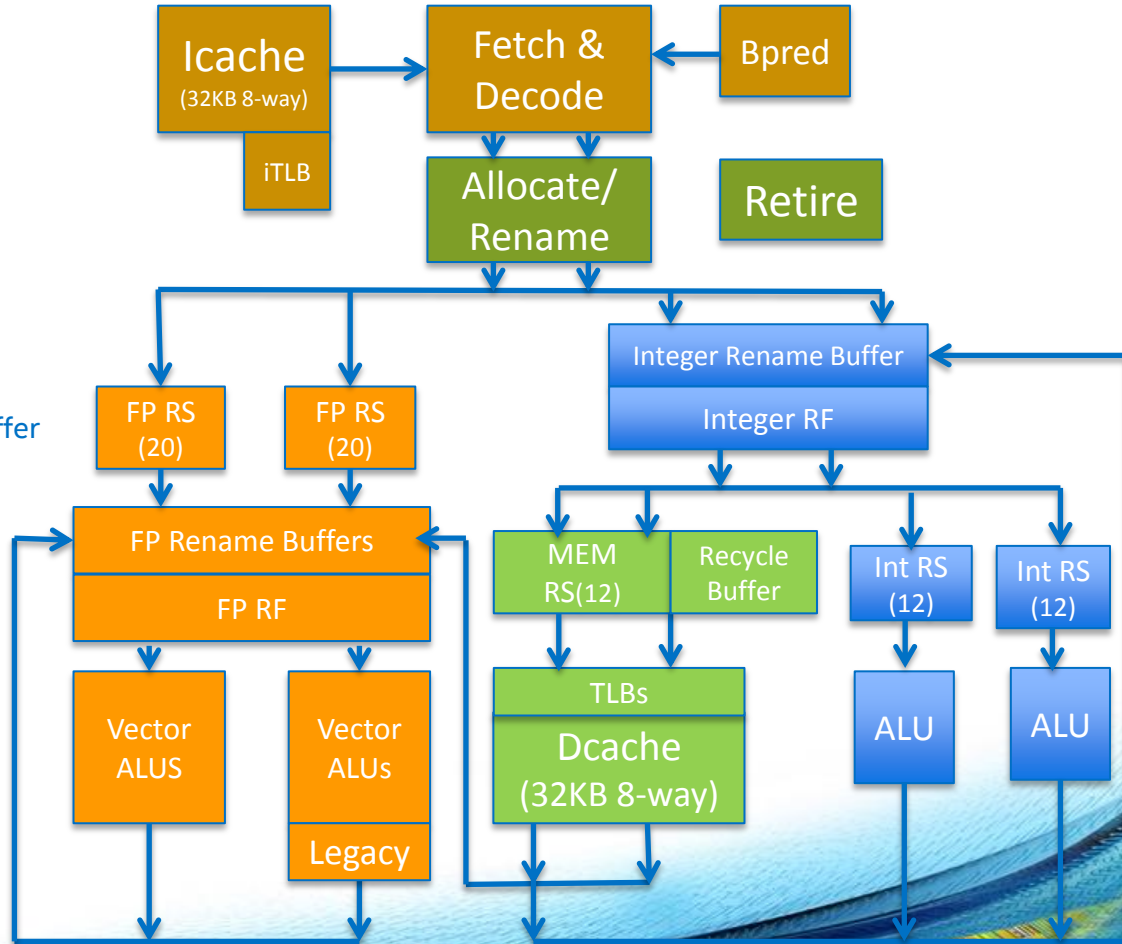 Icache
(32KB 8-way)
iTLB
Fetch &
Decode
Bpred
Allocate/
Rename
Retire
Integer Rename Buffer
Integer RF
FP RS
(20)
FP RS
(20)
ffer
FP Rename Buffers
FP RF
MEM
RS(12)
Recycle
Buffer
Int RS
(12)
Int RS
(12)
Vector
ALUS
Vector
ALUs
Legacy
TLBs
Dcache
(32KB 8-way)
ALU
ALU